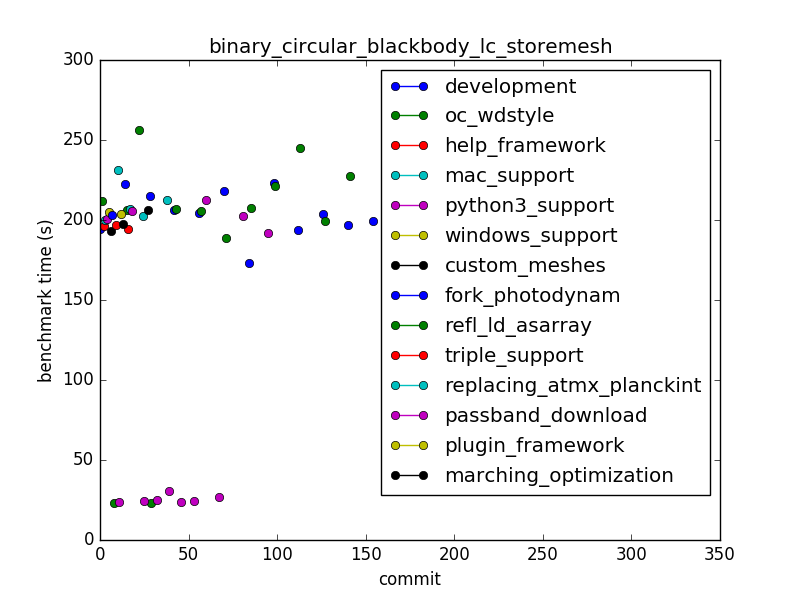 binary_circular_blackbody_lc_storemesh
300
250
200
150
100
50
0
benchmark time (s)
development
oc_wdstyle
help_framework
mac_support
python3_support
windows_support
custom_meshes
fork_photodynam
refl_ld_asarray
triple_support
replacing_atmx_planckint
passband_download
plugin_framework
marching_optimization
0 50 100 150 200 250 300 350
commit